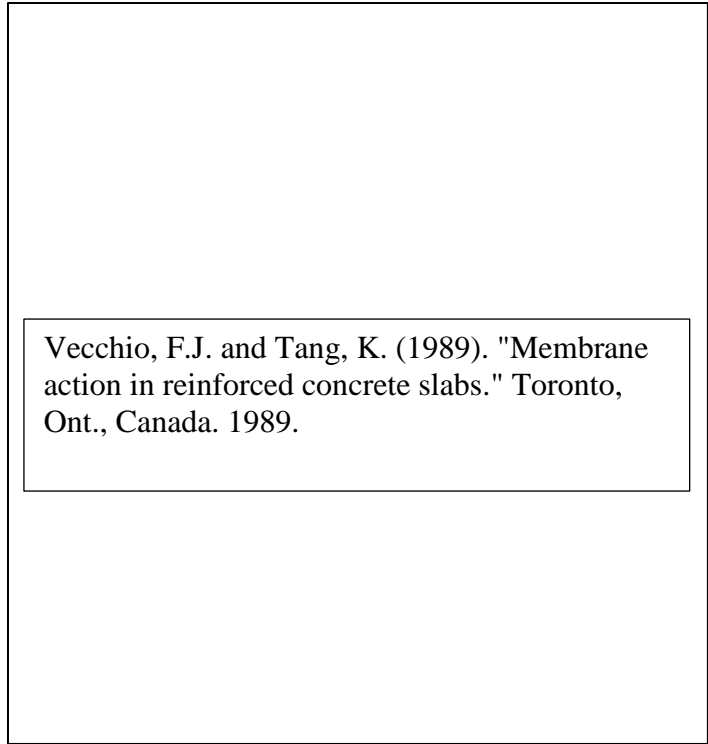 Vecchio, F.J. and Tang, K. (1989). "Membrane
action in reinforced concrete slabs." Toronto,
Ont., Canada. 1989.